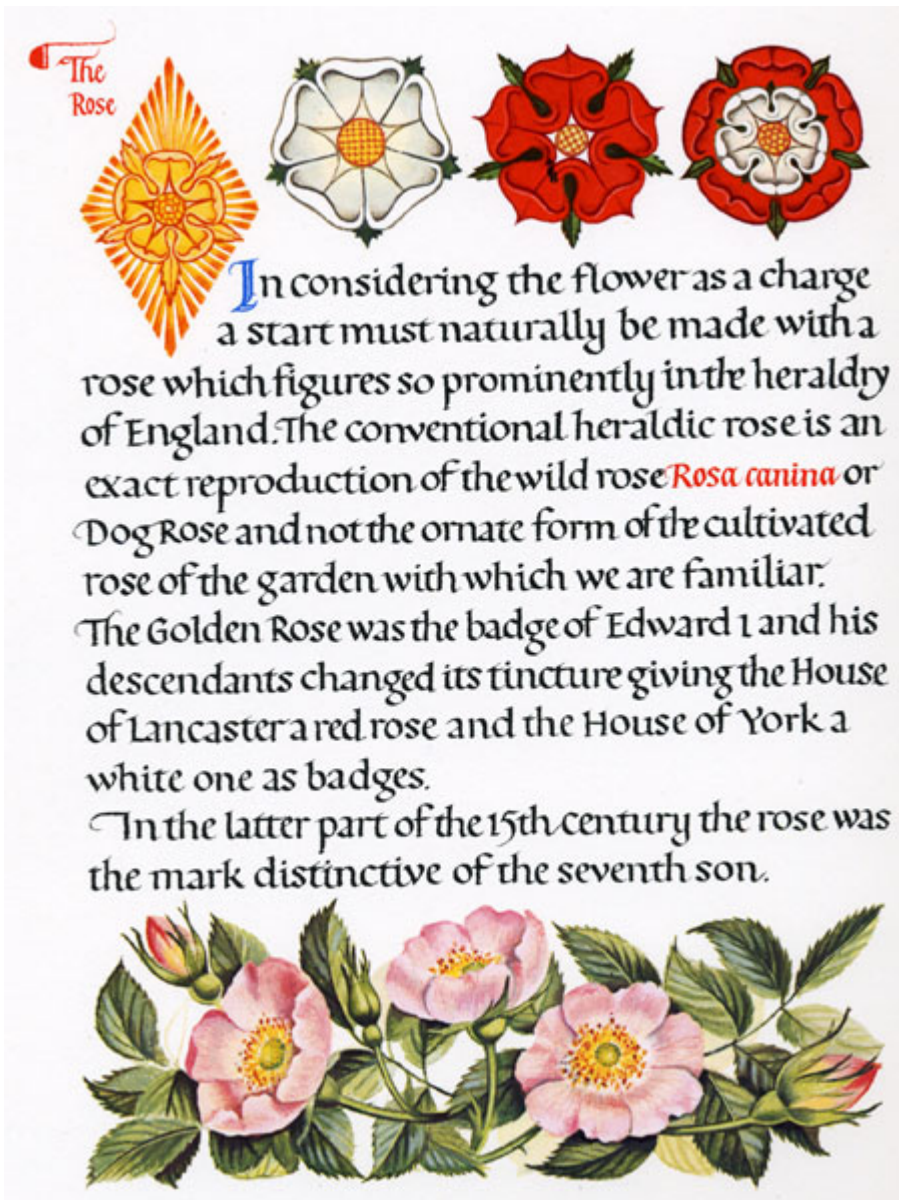 The
Rose
In considering the flower as a charge
a start must naturally be made with a
rose which figures so prominently in the heraldry
of England. The conventional heraldic rose is an
exact reproduction of the wild rose Rosa canina or
Dog Rose and not the ornate form of the cultivated
rose of the garden with which we are familiar.
The Golden Rose was the badge of Edward 1 and his
descendants changed its tincture giving the House
of Lancaster a red rose and the House of York a
white one as badges.
In the latter part of the 15th century the rose was
the mark distinctive of the seventh son.